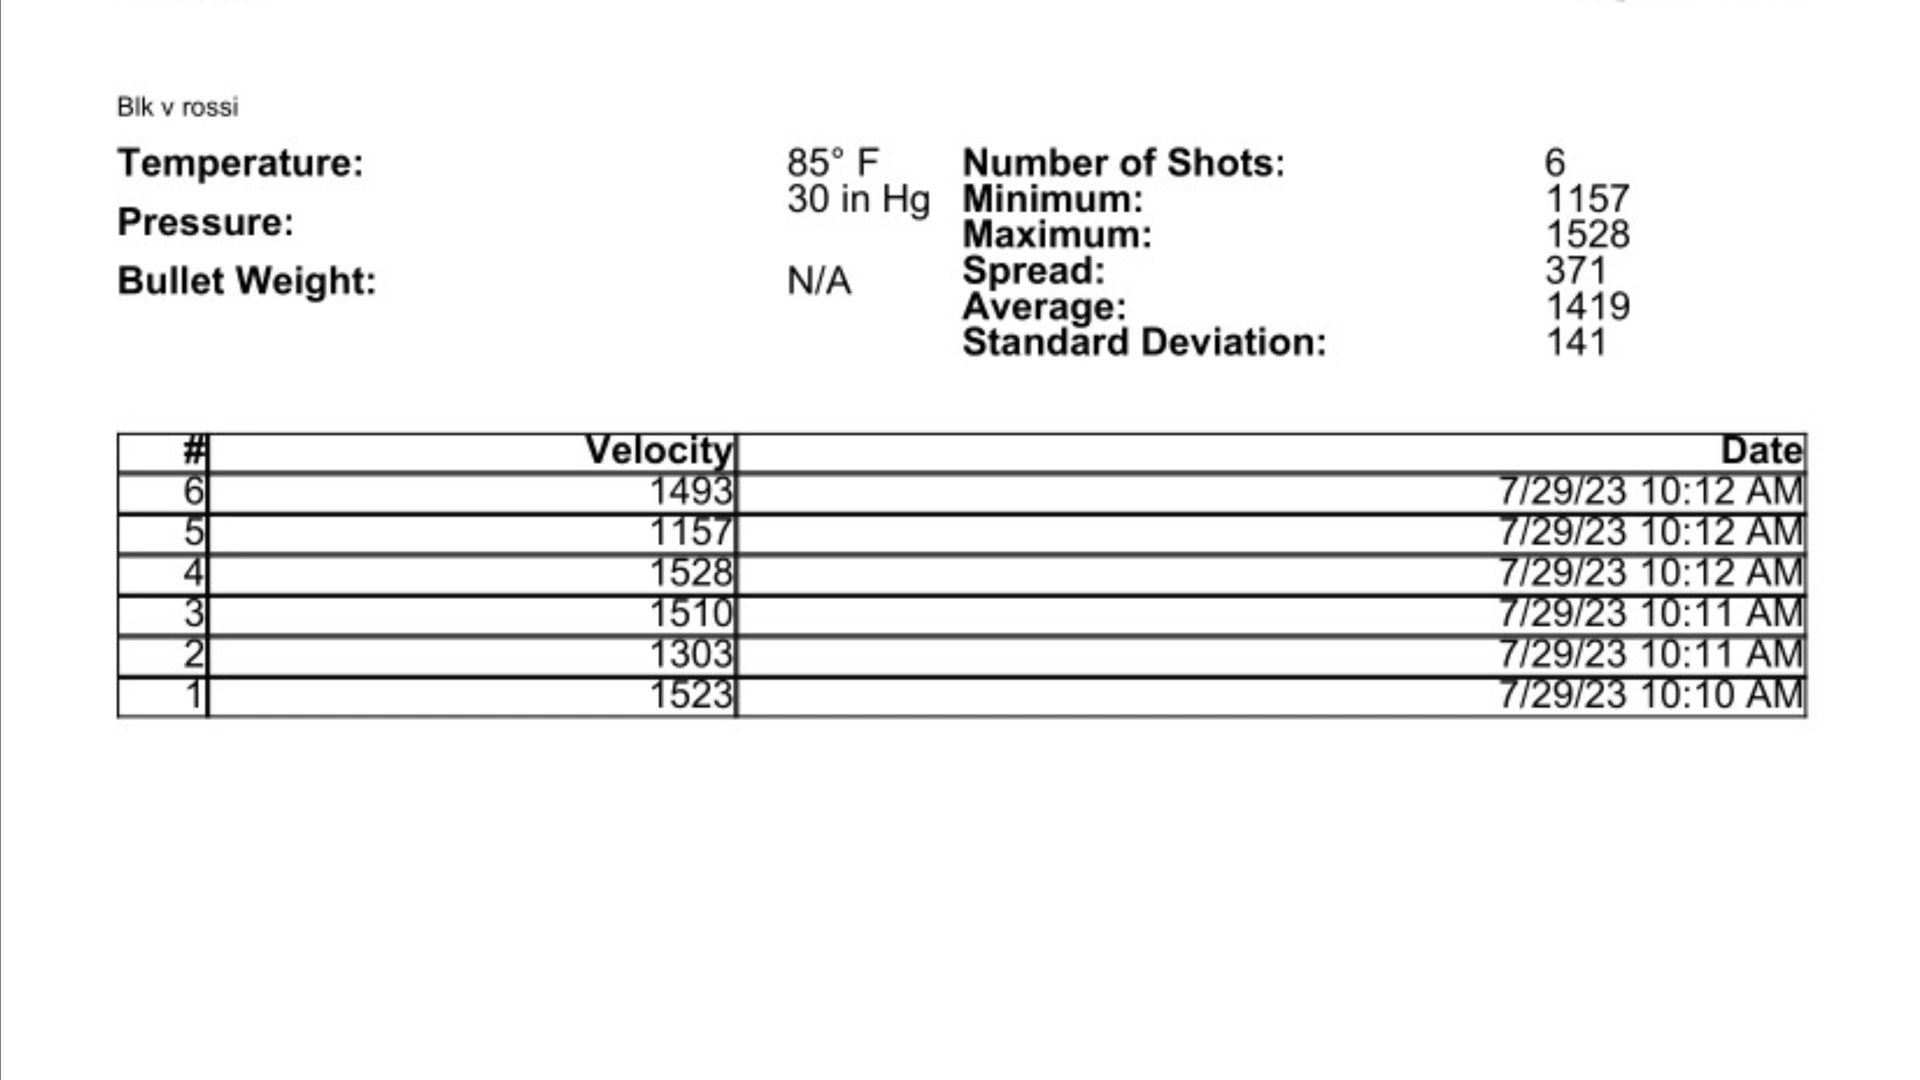 Blk v rossi
Temperature: 85° F
Pressure: 30 in Hg
Bullet Weight: N/A
Number of Shots: 6
Minimum: 1157
Maximum: 1528
Spread: 371
Average: 1419
Standard Deviation: 141
# Velocity Date
6 1493 7/29/23 10:12 AM
5 1157 7/29/23 10:12 AM
4 1528 7/29/23 10:12 AM
3 1510 7/29/23 10:11 AM
2 1303 7/29/23 10:11 AM
1 1523 7/29/23 10:10 AM